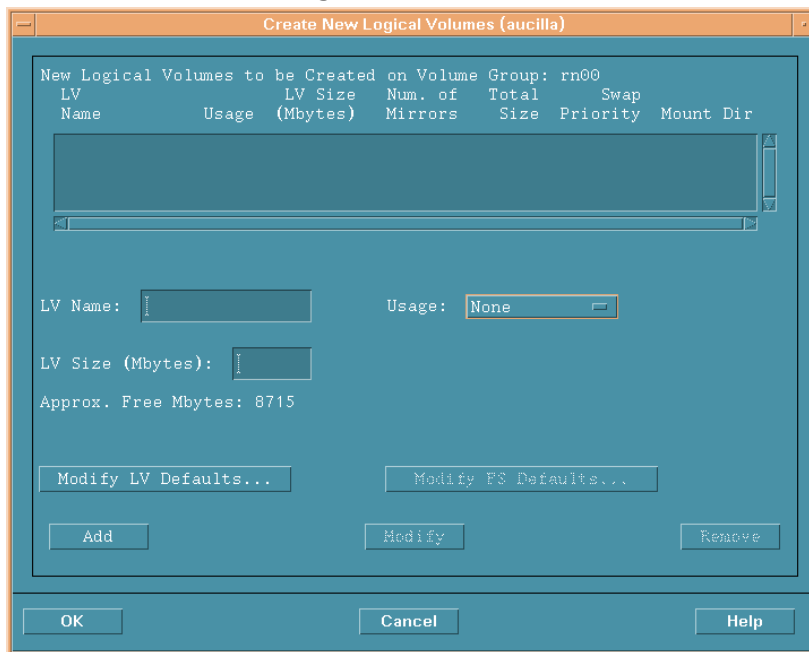 Create New Logical Volumes (aucilla)
New Logical Volumes to be Created on Volume Group: rn00
LV LV Size Num. of Total Swap
Name Usage (Mbytes) Mirrors Size Priority Mount Dir
LV Name: Usage: None
LV Size (Mbytes):
Approx. Free Mbytes: 8715
Modify LV Defaults... Modify FS Defaults...
Add Modify Remove
OK Cancel Help